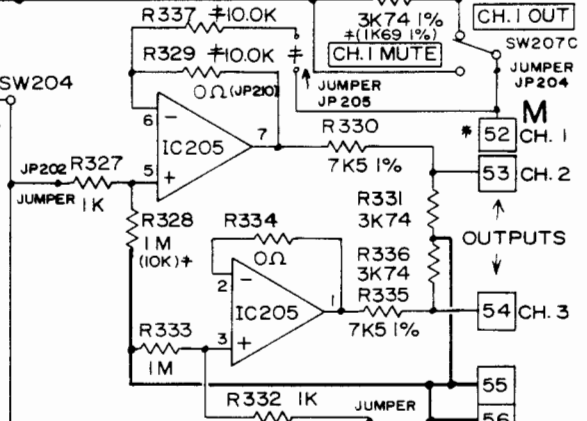 R337 ‡10.0K
3K74 1%
‡(1K69 1%)
CH.1 OUT
R329 ‡10.0K
CH.1 MUTE
SW207C
JUMPER
JP204
SW204
0Ω (JP210)
‡
JUMPER
JP205
M
6
−
7
R330
* 52 CH. 1
IC205
JP202 R327
5
+
7K5 1%
53 CH. 2
JUMPER
1K
R331
3K74
R328
R334
OUTPUTS
1M
(10K)‡
0Ω
R336
3K74
2
−
1
R335
IC205
54 CH. 3
R333
3
+
7K5 1%
1M
55
R332 1K
JUMPER
56